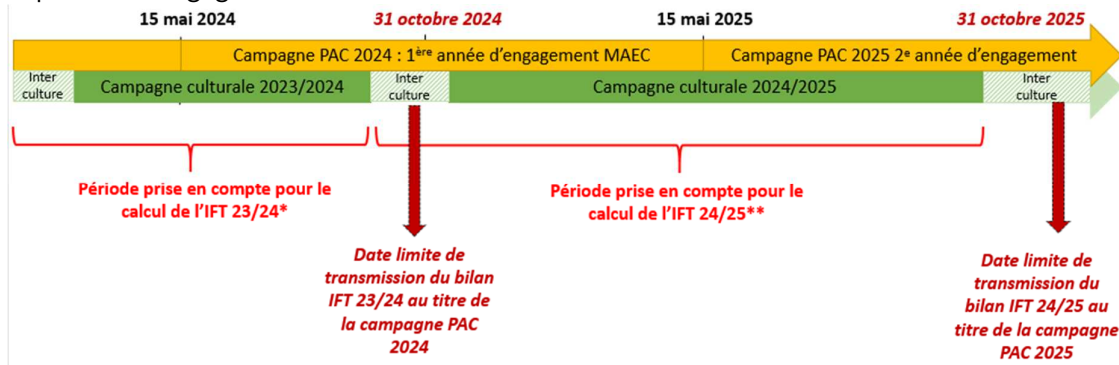 15 mai 2024
31 octobre 2024
15 mai 2025
31 octobre 2025
Campagne PAC 2024 : 1ère année d'engagement MAEC
Campagne PAC 2025 2e année d'engagement
Inter
culture
Campagne culturale 2023/2024
Inter
culture
Campagne culturale 2024/2025
Inter
culture
Période prise en compte pour le
calcul de l'IFT 23/24*
Période prise en compte pour le
calcul de l'IFT 24/25**
Date limite de
transmission du bilan
IFT 23/24 au titre de
la campagne PAC
2024
Date limite de
transmission du
bilan IFT 24/25 au
titre de la campagne
PAC 2025